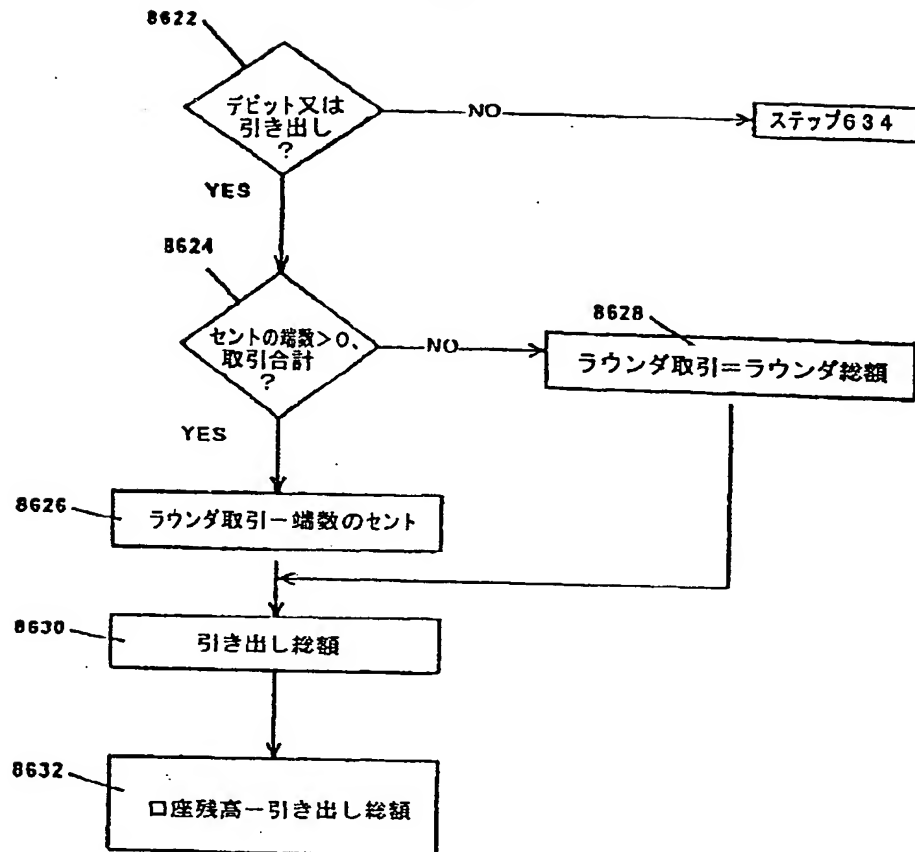 8622
デビット又は
引き出し
?
NO
ステップ634
YES
8624
セントの端数>0、
取引合計
?
NO
8628
ラウンダ取引=ラウンダ総額
YES
8626
ラウンダ取引-端数のセント
8630
引き出し総額
8632
口座残高-引き出し総額